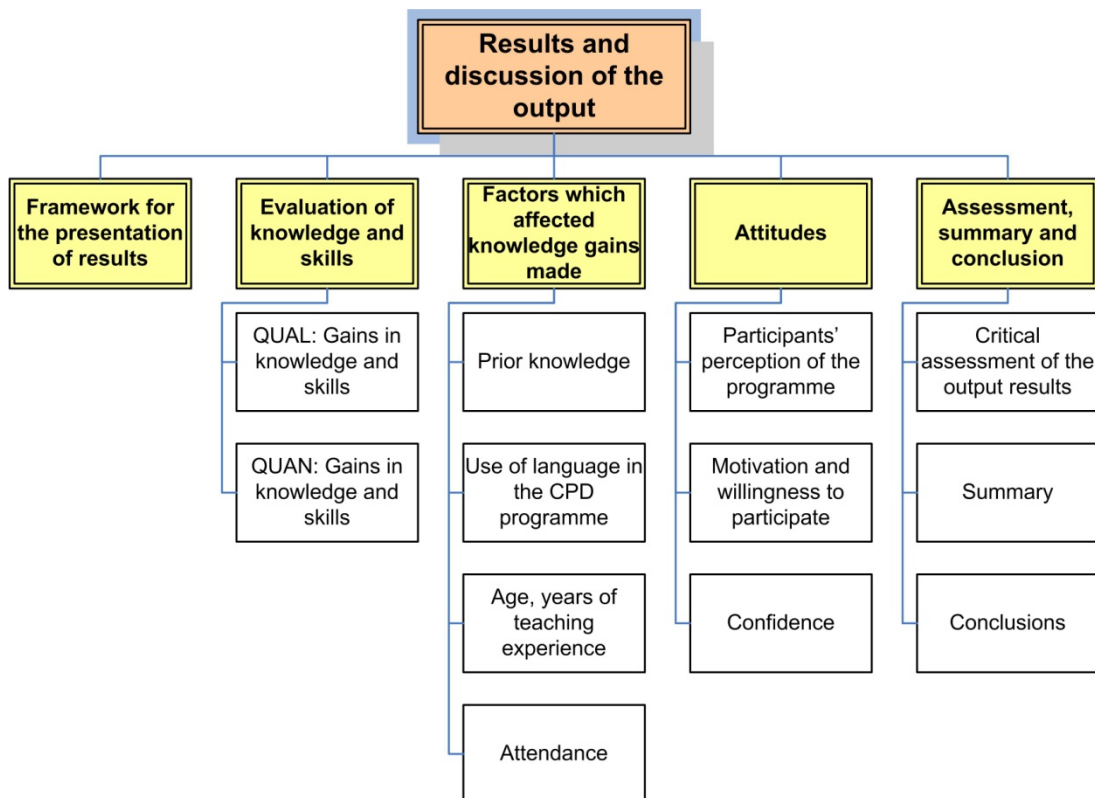 Results and
discussion of the
output
Framework for
the presentation
of results
Evaluation of
knowledge and
skills
Factors which
affected
knowledge gains
made
Attitudes
Assessment,
summary and
conclusion
QUAL: Gains in
knowledge and
skills
QUAN: Gains in
knowledge and
skills
Prior knowledge
Use of language in
the CPD
programme
Age, years of
teaching
experience
Attendance
Participants’
perception of the
programme
Motivation and
willingness to
participate
Confidence
Critical
assessment of the
output results
Summary
Conclusions